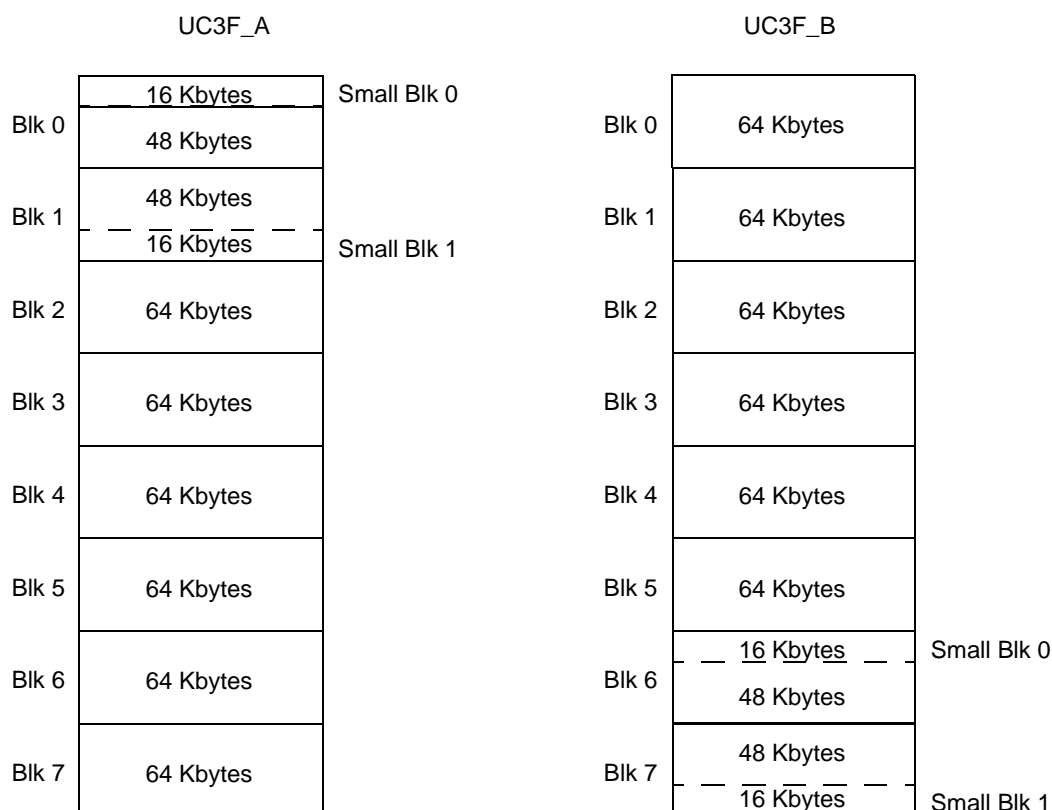 UC3F_A
16 Kbytes
Small Blk 0
Blk 0
48 Kbytes
48 Kbytes
Blk 1
16 Kbytes
Small Blk 1
Blk 2
64 Kbytes
Blk 3
64 Kbytes
Blk 4
64 Kbytes
Blk 5
64 Kbytes
Blk 6
64 Kbytes
Blk 7
64 Kbytes
UC3F_B
Blk 0
64 Kbytes
Blk 1
64 Kbytes
Blk 2
64 Kbytes
Blk 3
64 Kbytes
Blk 4
64 Kbytes
Blk 5
64 Kbytes
16 Kbytes
Small Blk 0
Blk 6
48 Kbytes
48 Kbytes
Blk 7
16 Kbytes
Small Blk 1